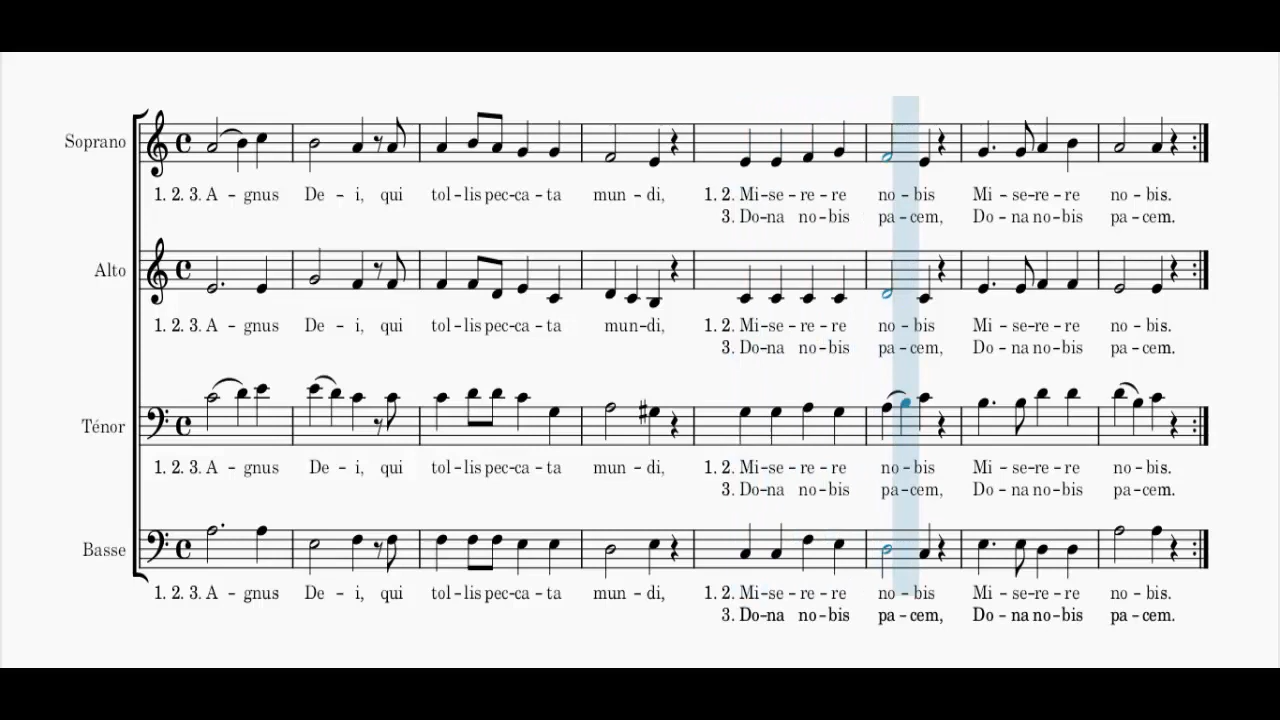 Soprano
1. 2. 3. A – gnus De – i, qui tol – lis pec – ca – ta mun – di, 1. 2. Mi – se – re – re no – bis Mi – se – re – re no – bis.
3. Do – na no – bis pa – cem, Do – na no – bis pa – cem.
Alto
1. 2. 3. A – gnus De – i, qui tol – lis pec – ca – ta mun – di, 1. 2. Mi – se – re – re no – bis Mi – se – re – re no – bis.
3. Do – na no – bis pa – cem, Do – na no – bis pa – cem.
Ténor
1. 2. 3. A – gnus De – i, qui tol – lis pec – ca – ta mun – di, 1. 2. Mi – se – re – re no – bis Mi – se – re – re no – bis.
3. Do – na no – bis pa – cem, Do – na no – bis pa – cem.
Basse
1. 2. 3. A – gnus De – i, qui tol – lis pec – ca – ta mun – di, 1. 2. Mi – se – re – re no – bis Mi – se – re – re no – bis.
3. Do – na no – bis pa – cem, Do – na no – bis pa – cem.